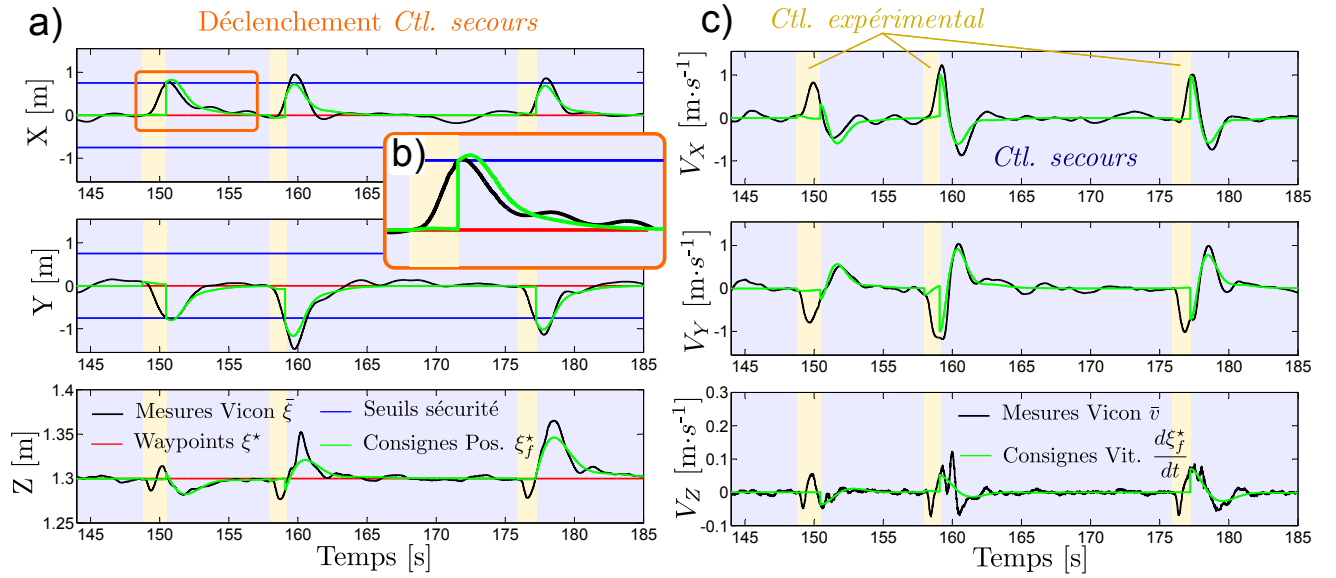 a)
Déclenchement Ctl. secours
X [m]
1
0
-1
145 150 155 160 165 170 175 180 185
b)
Y [m]
1
0
-1
145 150 155 160 165 170 175 180 185
Z [m]
1.4
1.35
1.3
1.25
Mesures Vicon ξ̄
Seuils sécurité
Waypoints ξ⋆
Consignes Pos. ξ⋆f
145 150 155 160 165 170 175 180 185
Temps [s]
c)
Ctl. expérimental
VX [m·s-1]
1
0
-1
Ctl. secours
145 150 155 160 165 170 175 180 185
VY [m·s-1]
1
0
-1
145 150 155 160 165 170 175 180 185
VZ [m·s-1]
0.3
0.2
0.1
0
-0.1
Mesures Vicon v̄
Consignes Vit. dξ⋆f/dt
145 150 155 160 165 170 175 180 185
Temps [s]